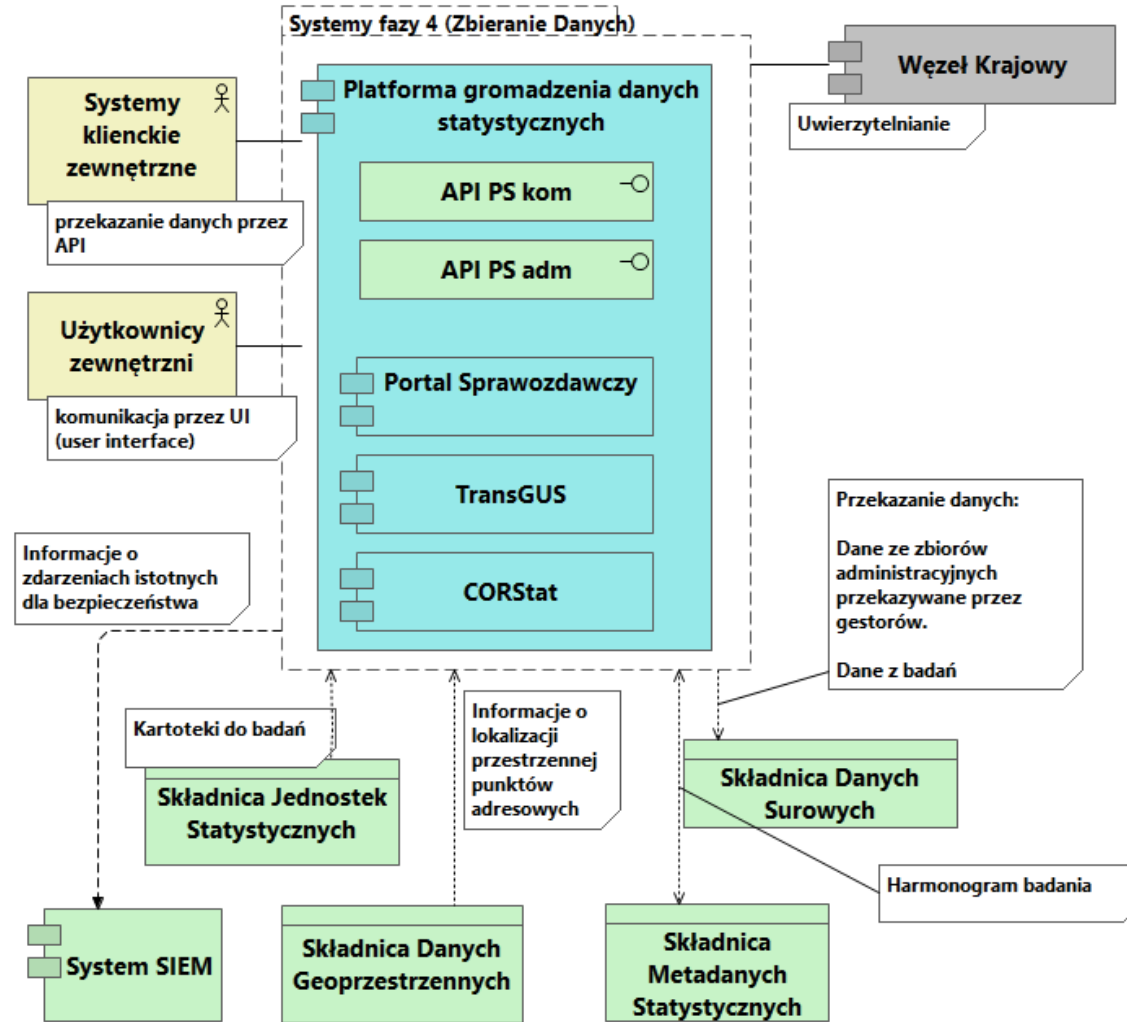 Systemy fazy 4 (Zbieranie Danych)
Węzeł Krajowy
Uwierzytelnianie
Systemy
klienckie
zewnętrzne
przekazanie danych przez
API
Platforma gromadzenia danych
statystycznych
API PS kom
API PS adm
Użytkownicy
zewnętrzni
komunikacja przez UI
(user interface)
Portal Sprawozdawczy
TransGUS
CORStat
Informacje o
zdarzeniach istotnych
dla bezpieczeństwa
Przekazanie danych:
Dane ze zbiorów
administracyjnych
przekazywane przez
gestorów.
Dane z badań
Kartoteki do badań
Informacje o
lokalizacji
przestrzennej
punktów
adresowych
Składnica Jednostek
Statystycznych
Składnica Danych
Surowych
Harmonogram badania
System SIEM
Składnica Danych
Geoprzestrzennych
Składnica
Metadanych
Statystycznych